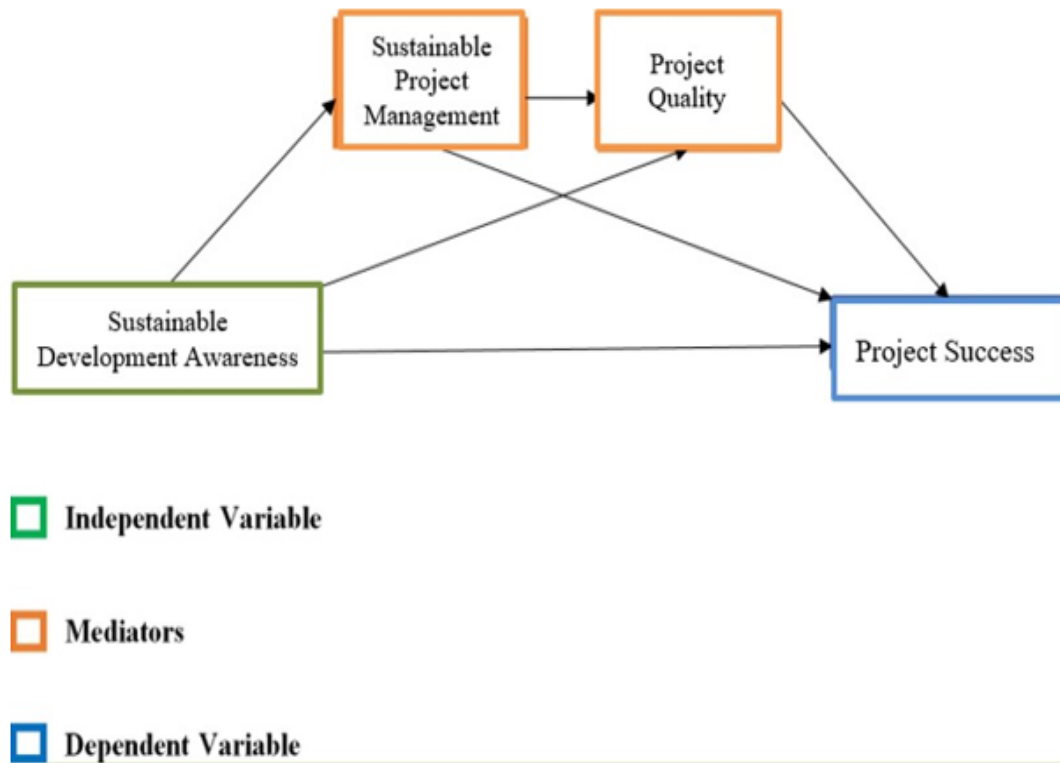 Sustainable
Project
Management
Project
Quality
Sustainable
Development Awareness
Project Success
Independent Variable
Mediators
Dependent Variable